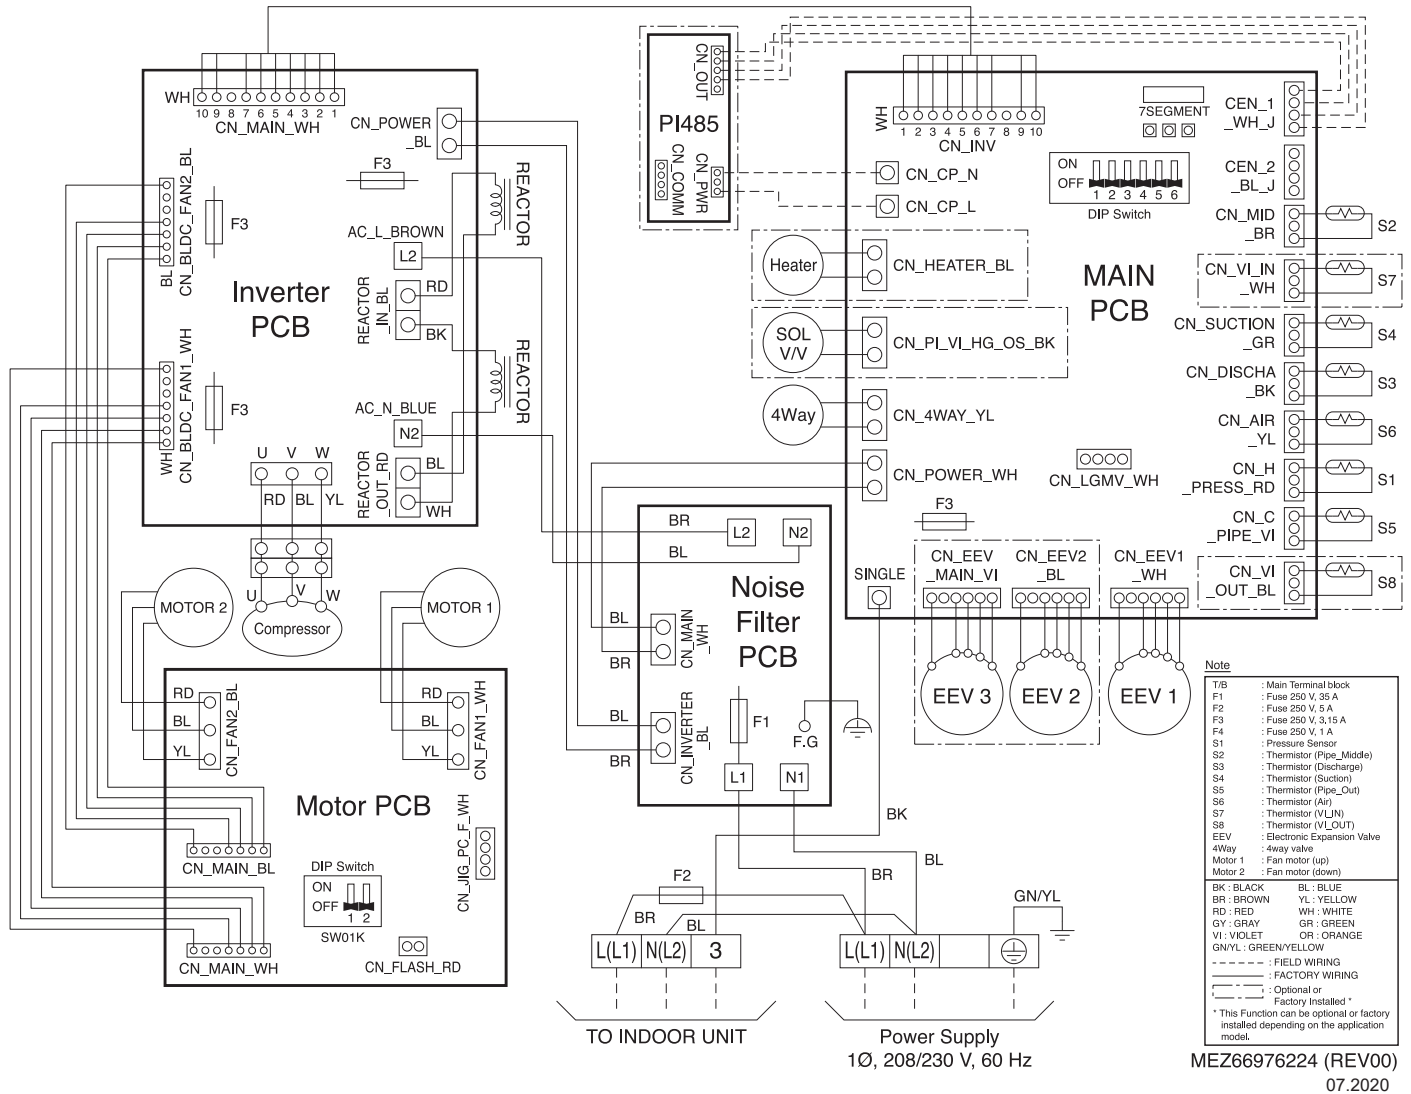 WH
10 9 8 7 6 5 4 3 2 1
CN_MAIN_WH
CN_POWER
_BL
F3
REACTOR
CN_BLDC_FAN2_BL
BL
F3
AC_L_BROWN
L2
Inverter
PCB
REACTOR
_IN_BL
RD
BK
CN_BLDC_FAN1_WH
WH
F3
REACTOR
AC_N_BLUE
N2
REACTOR
_OUT_RD
BL
WH
U V W
RD BL YL
U V W
Compressor
MOTOR 2
MOTOR 1
RD
BL
YL
CN_FAN2_BL
RD
BL
YL
CN_FAN1_WH
Motor PCB
CN_MAIN_BL
DIP Switch
ON
OFF
1 2
SW01K
CN_JIG_PC_F_WH
CN_MAIN_WH
CN_FLASH_RD
CN_OUT
PI485
CN_COMM
CN_PWR
WH
1 2 3 4 5 6 7 8 9 10
CN_INV
7SEGMENT
CEN_1
_WH_J
CN_CP_N
CN_CP_L
ON
OFF
1 2 3 4 5 6
DIP Switch
CEN_2
_BL_J
CN_MID
_BR
S2
Heater
CN_HEATER_BL
MAIN
PCB
CN_VI_IN
_WH
S7
SOL
V/V
CN_PI_VI_HG_OS_BK
CN_SUCTION
_GR
S4
CN_DISCHA
_BK
S3
4Way
CN_4WAY_YL
CN_AIR
_YL
S6
CN_POWER_WH
CN_LGMV_WH
CN_H
_PRESS_RD
S1
F3
CN_C
_PIPE_VI
S5
SINGLE
CN_EEV
_MAIN_VI
CN_EEV2
_BL
CN_EEV1
_WH
CN_VI
_OUT_BL
S8
EEV 3
EEV 2
EEV 1
BR
BL
L2
N2
Noise
Filter
PCB
BL
BR
CN_MAIN
_WH
BL
BR
CN_INVERTER
_BL
F1
F.G
L1
N1
BK
BL
BR
F2
BR
BL
GN/YL
L(L1) N(L2) 3
L(L1) N(L2)
TO INDOOR UNIT
Power Supply
1Ø, 208/230 V, 60 Hz
Note
T/B : Main Terminal block
F1 : Fuse 250 V, 35 A
F2 : Fuse 250 V, 5 A
F3 : Fuse 250 V, 3,15 A
F4 : Fuse 250 V, 1 A
S1 : Pressure Sensor
S2 : Thermistor (Pipe_Middle)
S3 : Thermistor (Discharge)
S4 : Thermistor (Suction)
S5 : Thermistor (Pipe_Out)
S6 : Thermistor (Air)
S7 : Thermistor (VI_IN)
S8 : Thermistor (VI_OUT)
EEV : Electronic Expansion Valve
4Way : 4way valve
Motor 1 : Fan motor (up)
Motor 2 : Fan motor (down)
BK : BLACK BL : BLUE
BR : BROWN YL : YELLOW
RD : RED WH : WHITE
GY : GRAY GR : GREEN
VI : VIOLET OR : ORANGE
GN/YL : GREEN/YELLOW
: FIELD WIRING
: FACTORY WIRING
: Optional or
Factory Installed *
* This Function can be optional or factory
installed depending on the application
model.
MEZ66976224 (REV00)
07.2020